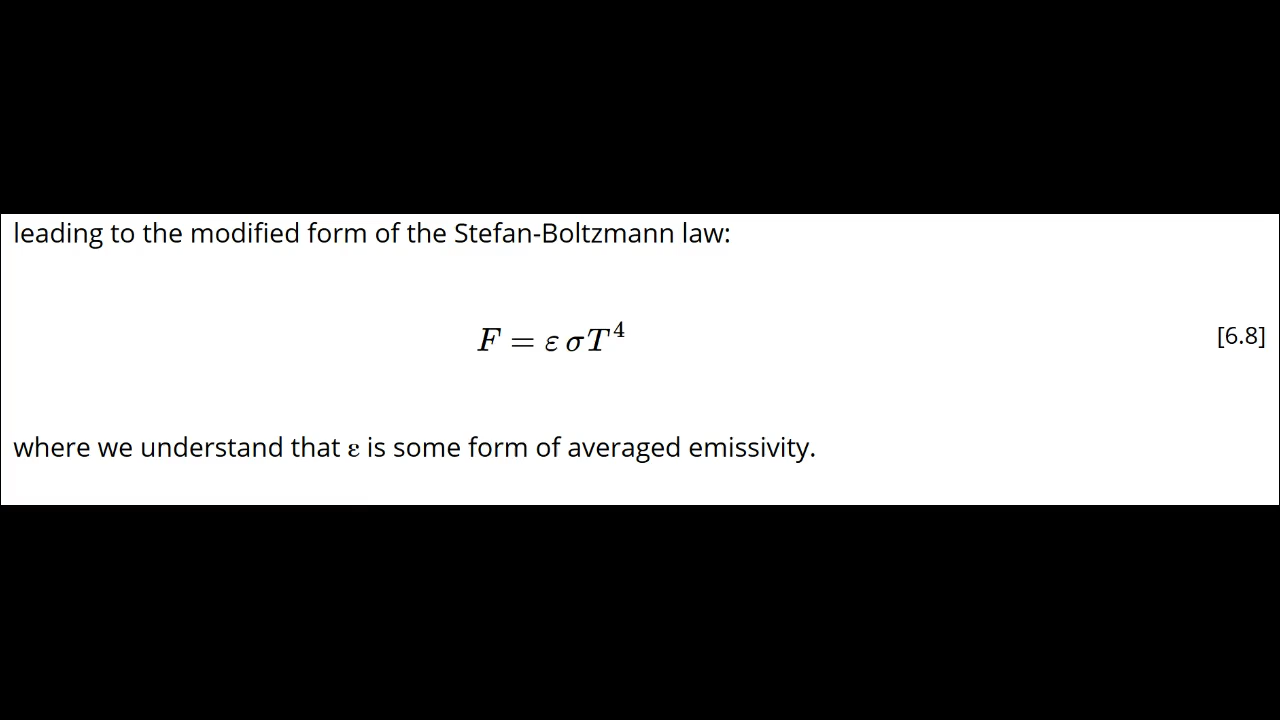 leading to the modified form of the Stefan-Boltzmann law:
F = ε σT⁴ [6.8]
where we understand that ε is some form of averaged emissivity.